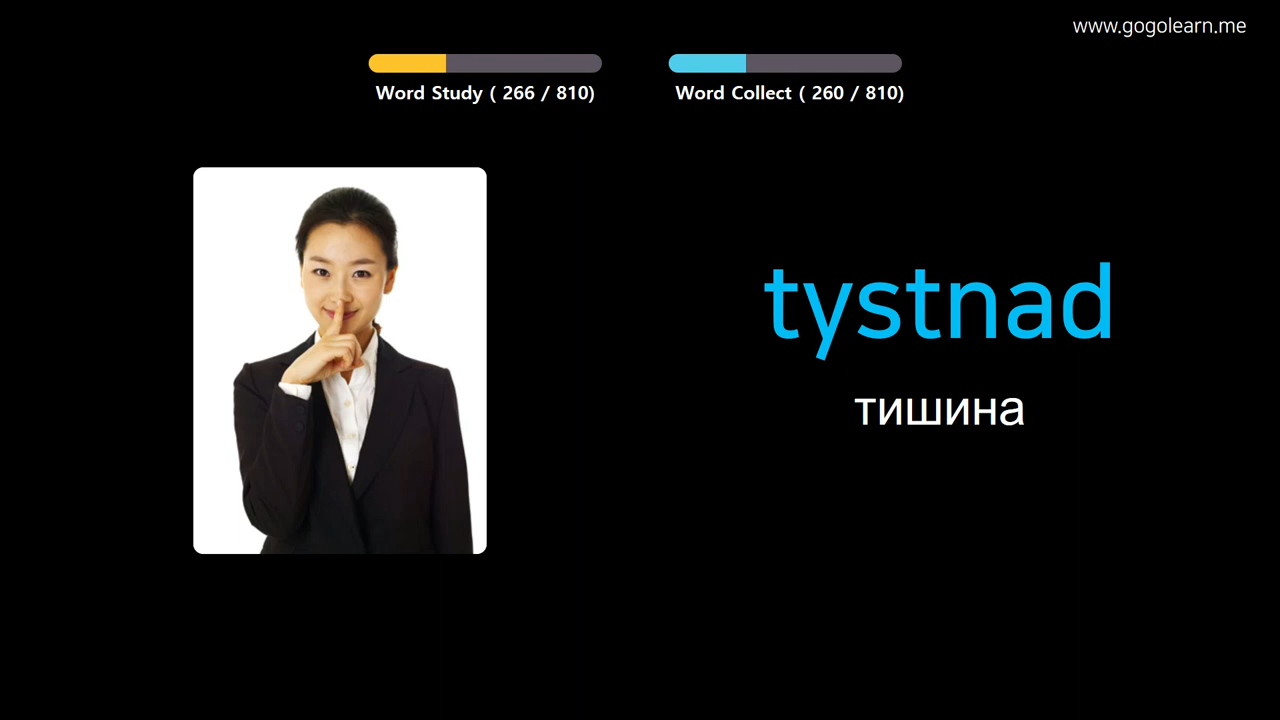 www.gogolearn.me
Word Study ( 266 / 810)
Word Collect ( 260 / 810)
tystnad
тишина